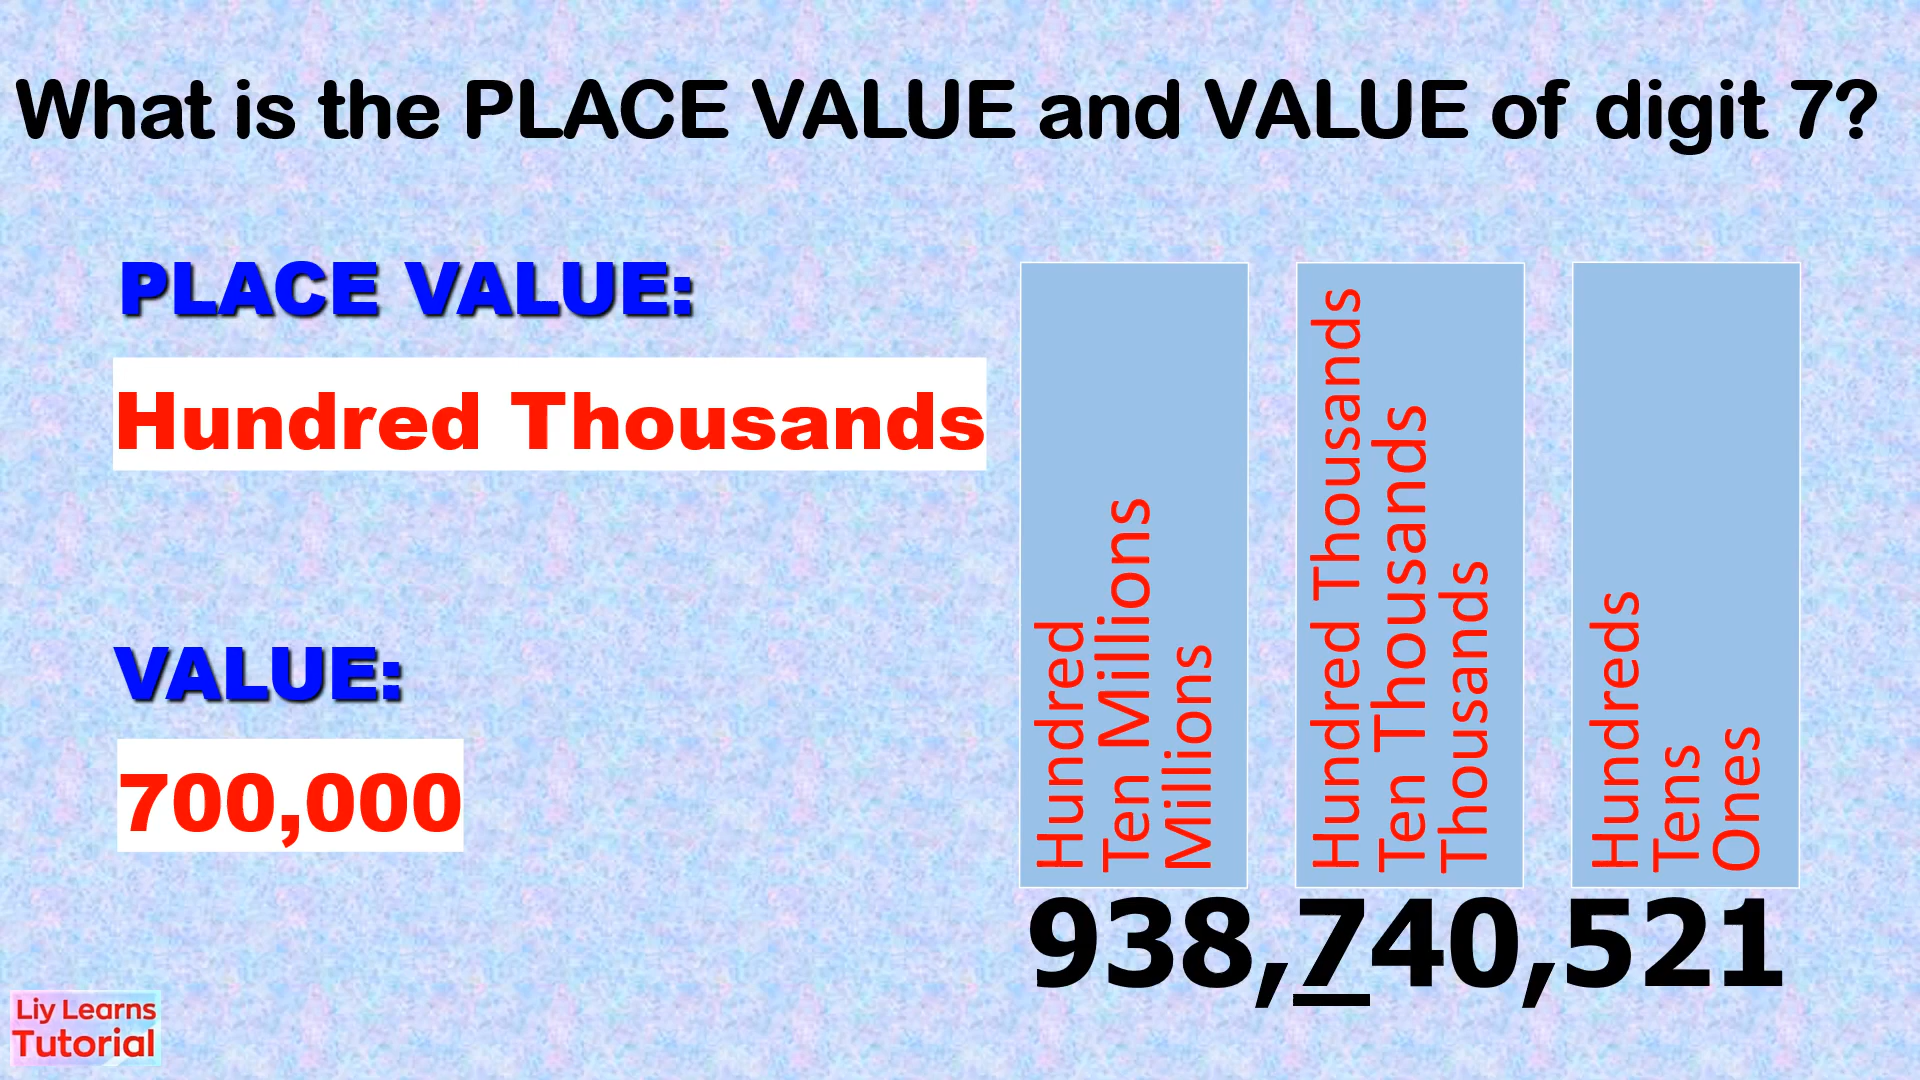 What is the PLACE VALUE and VALUE of digit 7?
PLACE VALUE:
Hundred Thousands
VALUE:
700,000
Hundred
Ten Millions
Millions
Hundred Thousands
Ten Thousands
Thousands
Hundreds
Tens
Ones
938,740,521
Liy Learns
Tutorial